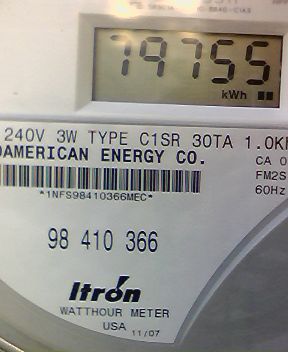 79755
kWh
240V 3W TYPE C1SR 30TA 1.0K
AMERICAN ENERGY CO.
CA 0
FM2S
60Hz
*1NFS98410366MEC*
98 410 366
Itron
WATTHOUR METER
USA 11/07